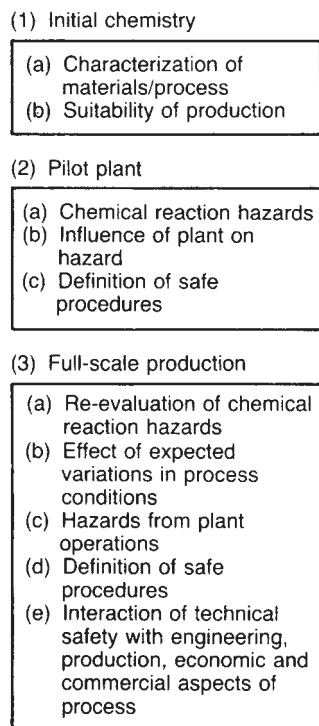 (1) Initial chemistry
(a) Characterization of
materials/process
(b) Suitability of production
(2) Pilot plant
(a) Chemical reaction hazards
(b) Influence of plant on
hazard
(c) Definition of safe
procedures
(3) Full-scale production
(a) Re-evaluation of chemical
reaction hazards
(b) Effect of expected
variations in process
conditions
(c) Hazards from plant
operations
(d) Definition of safe
procedures
(e) Interaction of technical
safety with engineering,
production, economic and
commercial aspects of
process